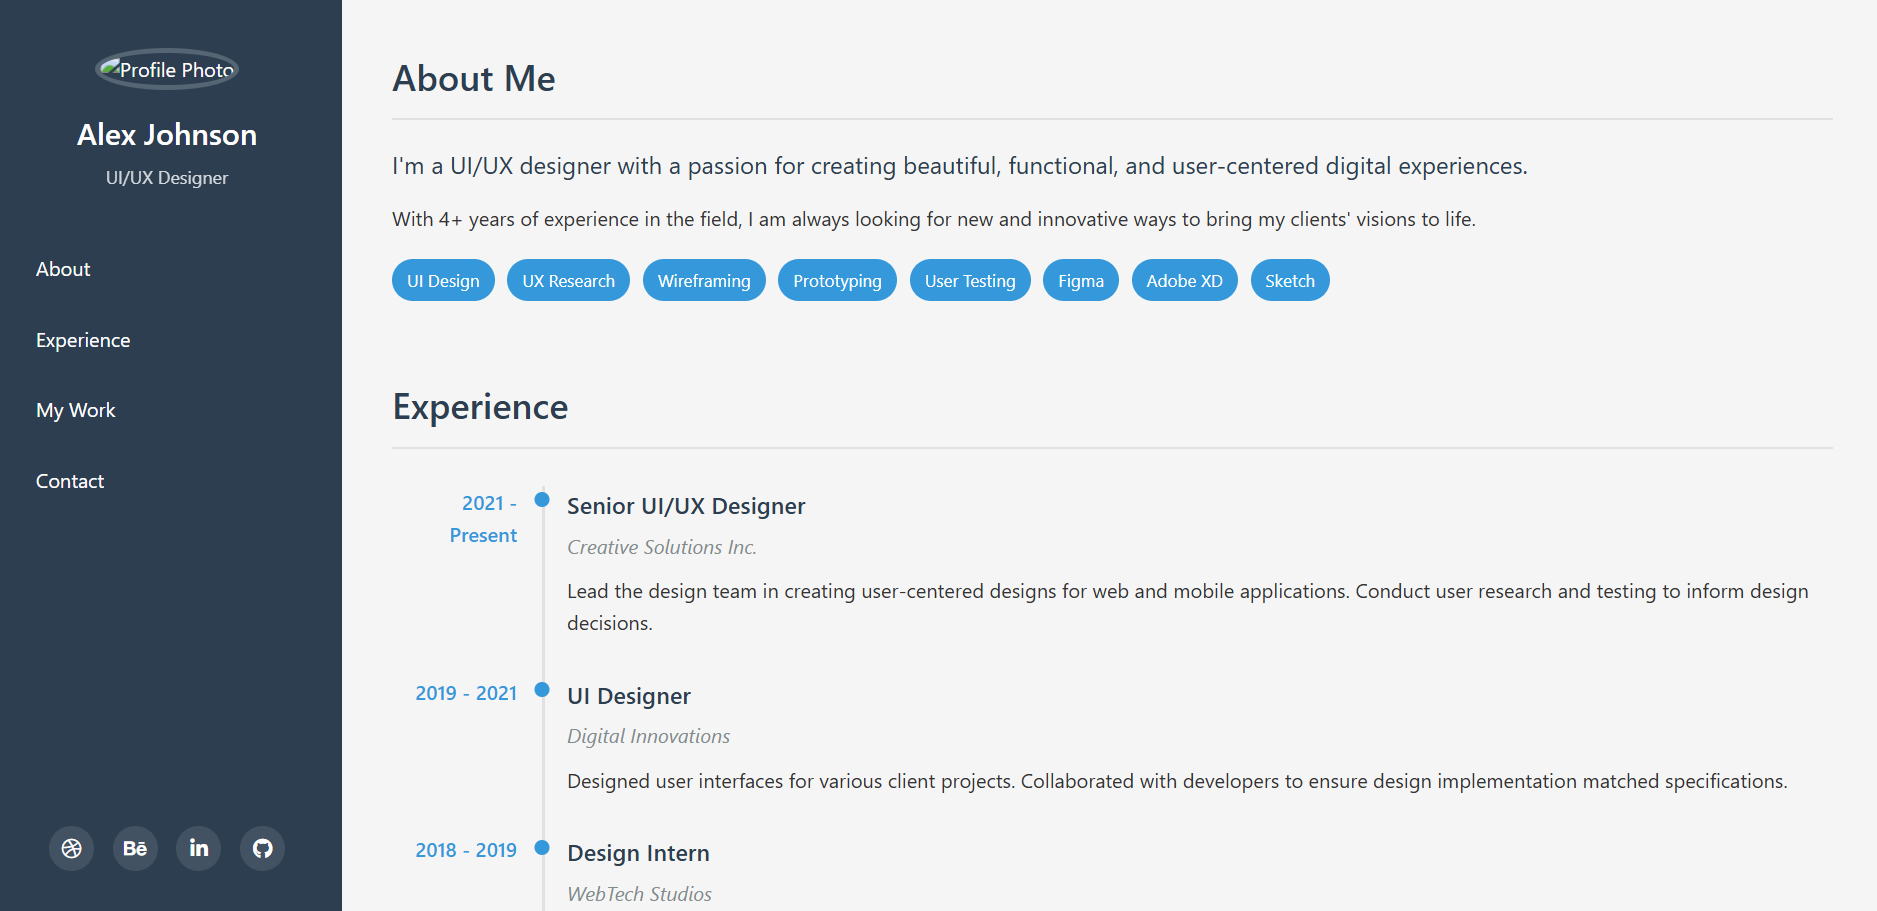 Profile Photo
Alex Johnson
UI/UX Designer
About
Experience
My Work
Contact
Bē
in
About Me
I'm a UI/UX designer with a passion for creating beautiful, functional, and user-centered digital experiences.
With 4+ years of experience in the field, I am always looking for new and innovative ways to bring my clients' visions to life.
UI Design UX Research Wireframing Prototyping User Testing Figma Adobe XD Sketch
Experience
2021 -
Present
Senior UI/UX Designer
Creative Solutions Inc.
Lead the design team in creating user-centered designs for web and mobile applications. Conduct user research and testing to inform design
decisions.
2019 - 2021
UI Designer
Digital Innovations
Designed user interfaces for various client projects. Collaborated with developers to ensure design implementation matched specifications.
2018 - 2019
Design Intern
WebTech Studios